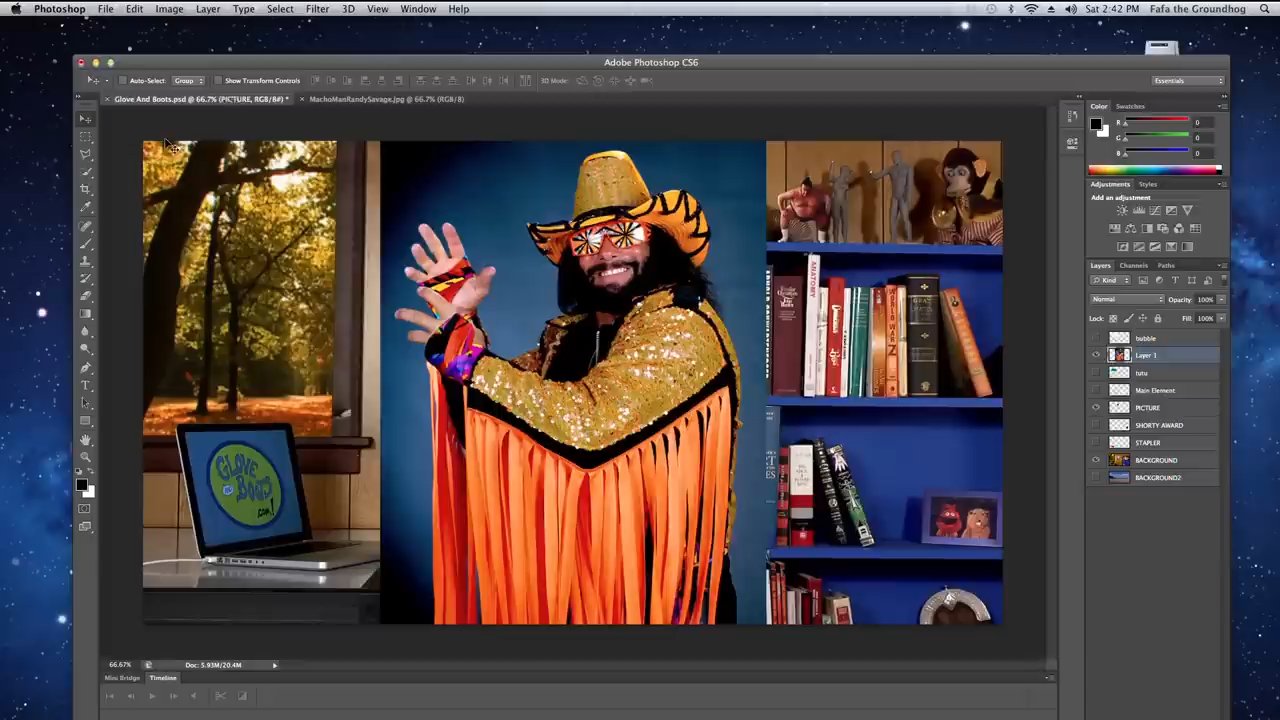 Photoshop File Edit Image Layer Type Select Filter 3D View Window Help
Sat 2:42 PM Fafa the Groundhog
Adobe Photoshop CS6
Auto-Select: Group Show Transform Controls 3D Mode: Essentials
Glove And Boots.psd @ 66.7% (PICTURE, RGB/8#) *
MachoManRandySavage.jpg @ 66.7% (RGB/8)
Color Swatches
R 0
G 0
B 0
Adjustments Styles
Add an adjustment
Layers Channels Paths
Kind
Normal Opacity: 100%
Lock: Fill: 100%
bubble
Layer 1
tutu
Main Element
PICTURE
SHORTY AWARD
STAPLER
BACKGROUND
BACKGROUND2
ANATOMY
WORLD WAR Z
GLOVE
and
BOOTS
.com!
66.67% Doc: 5.93M/20.4M
Mini Bridge Timeline